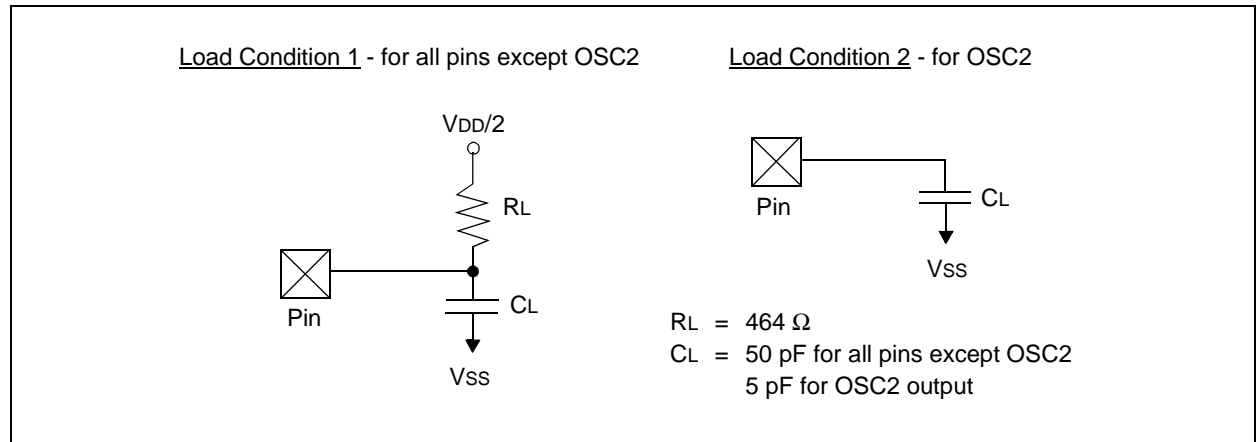 Load Condition 1 - for all pins except OSC2
VDD/2
RL
Pin
CL
VSS
Load Condition 2 - for OSC2
Pin
CL
VSS
RL = 464 Ω
CL = 50 pF for all pins except OSC2
5 pF for OSC2 output